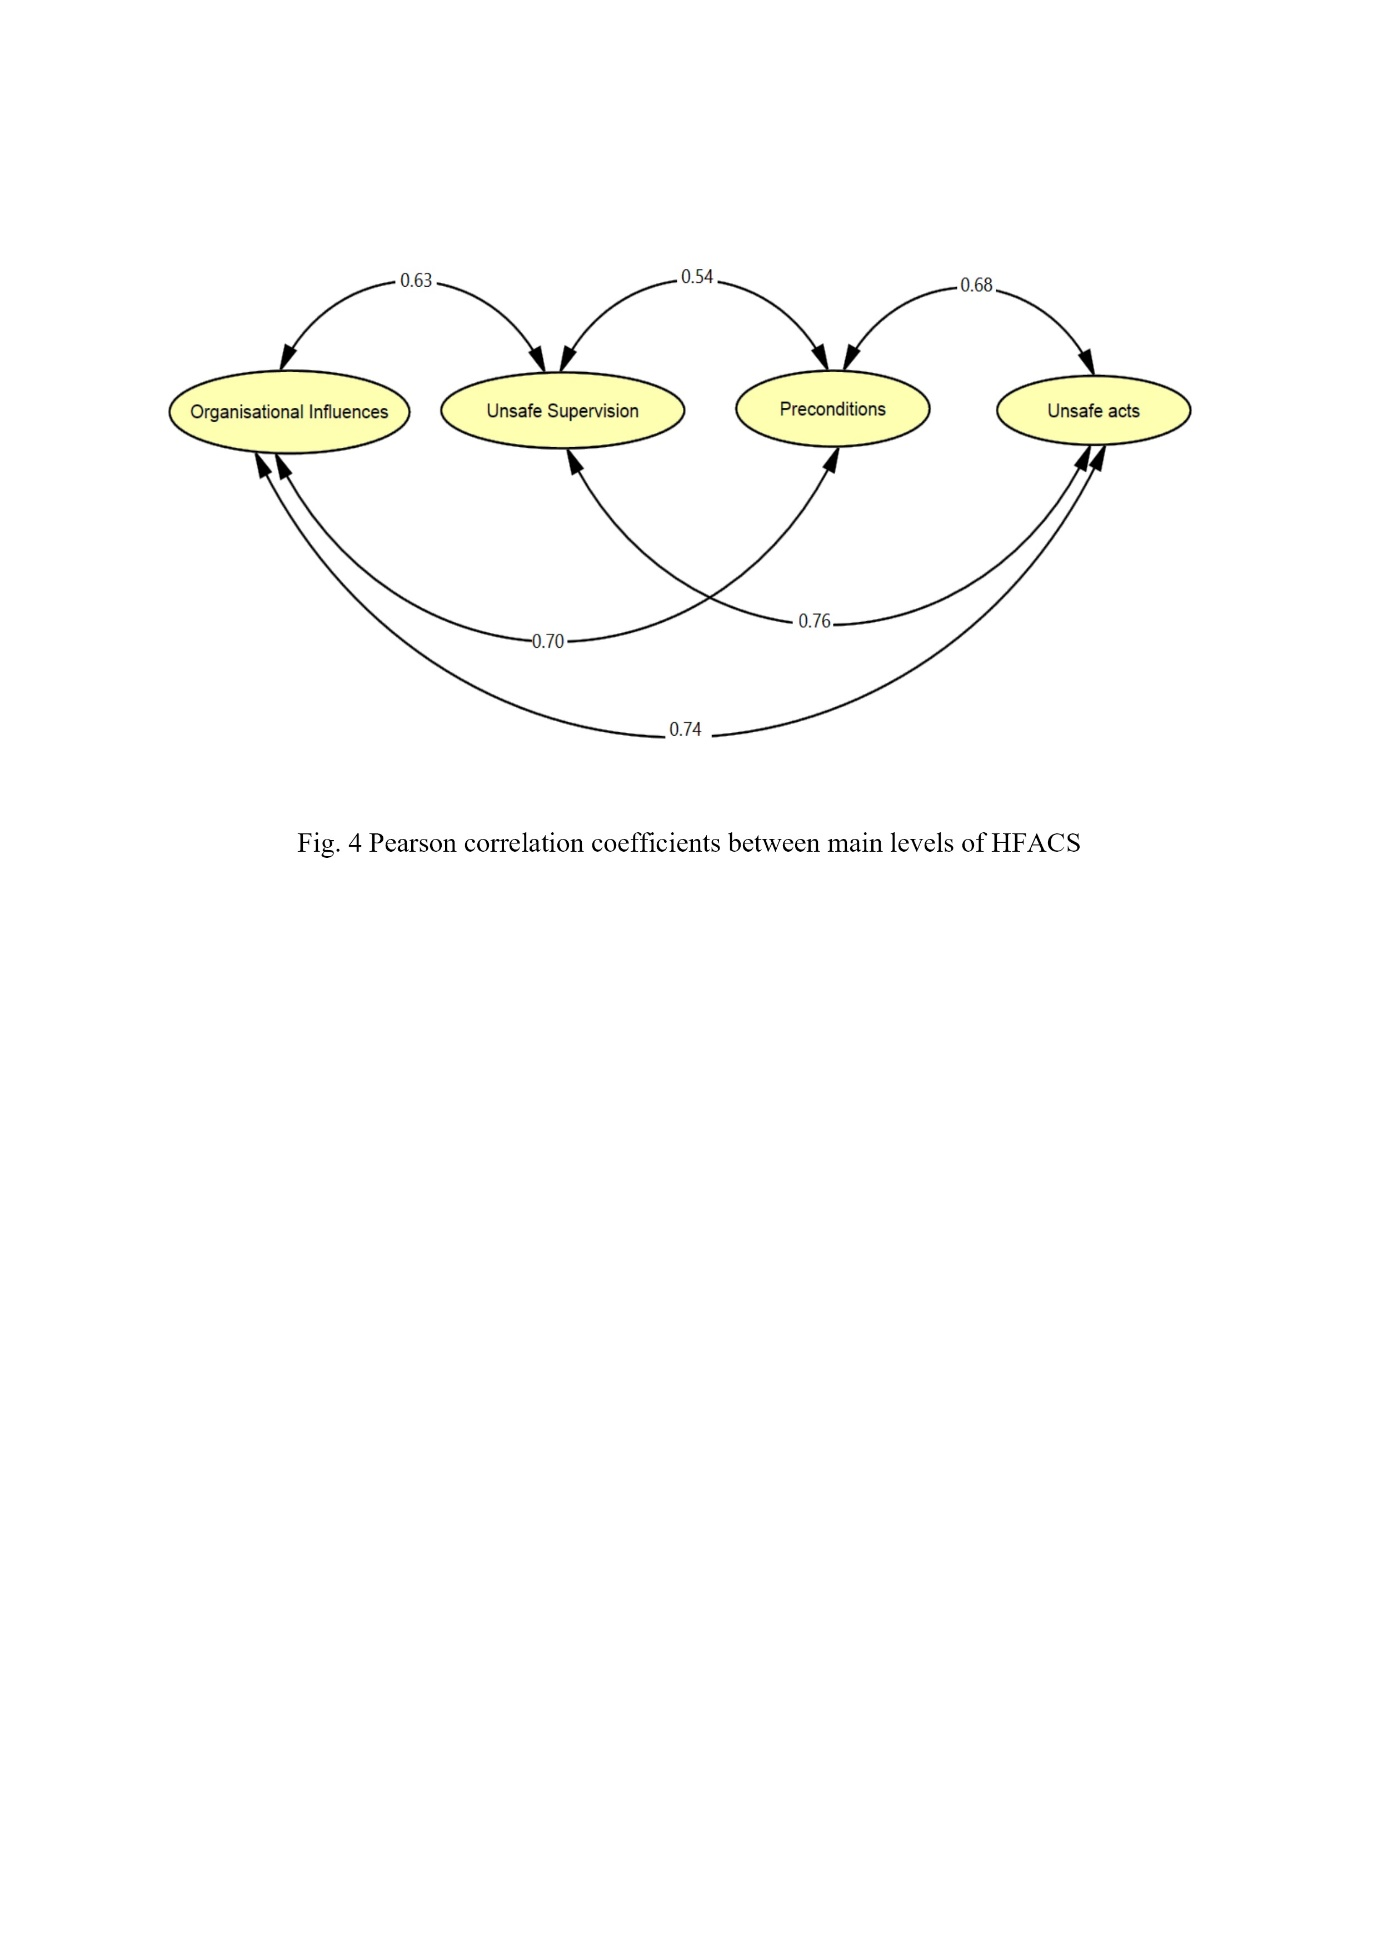 0.63
0.54
0.68
Organisational Influences
Unsafe Supervision
Preconditions
Unsafe acts
0.76
0.70
0.74
Fig. 4 Pearson correlation coefficients between main levels of HFACS